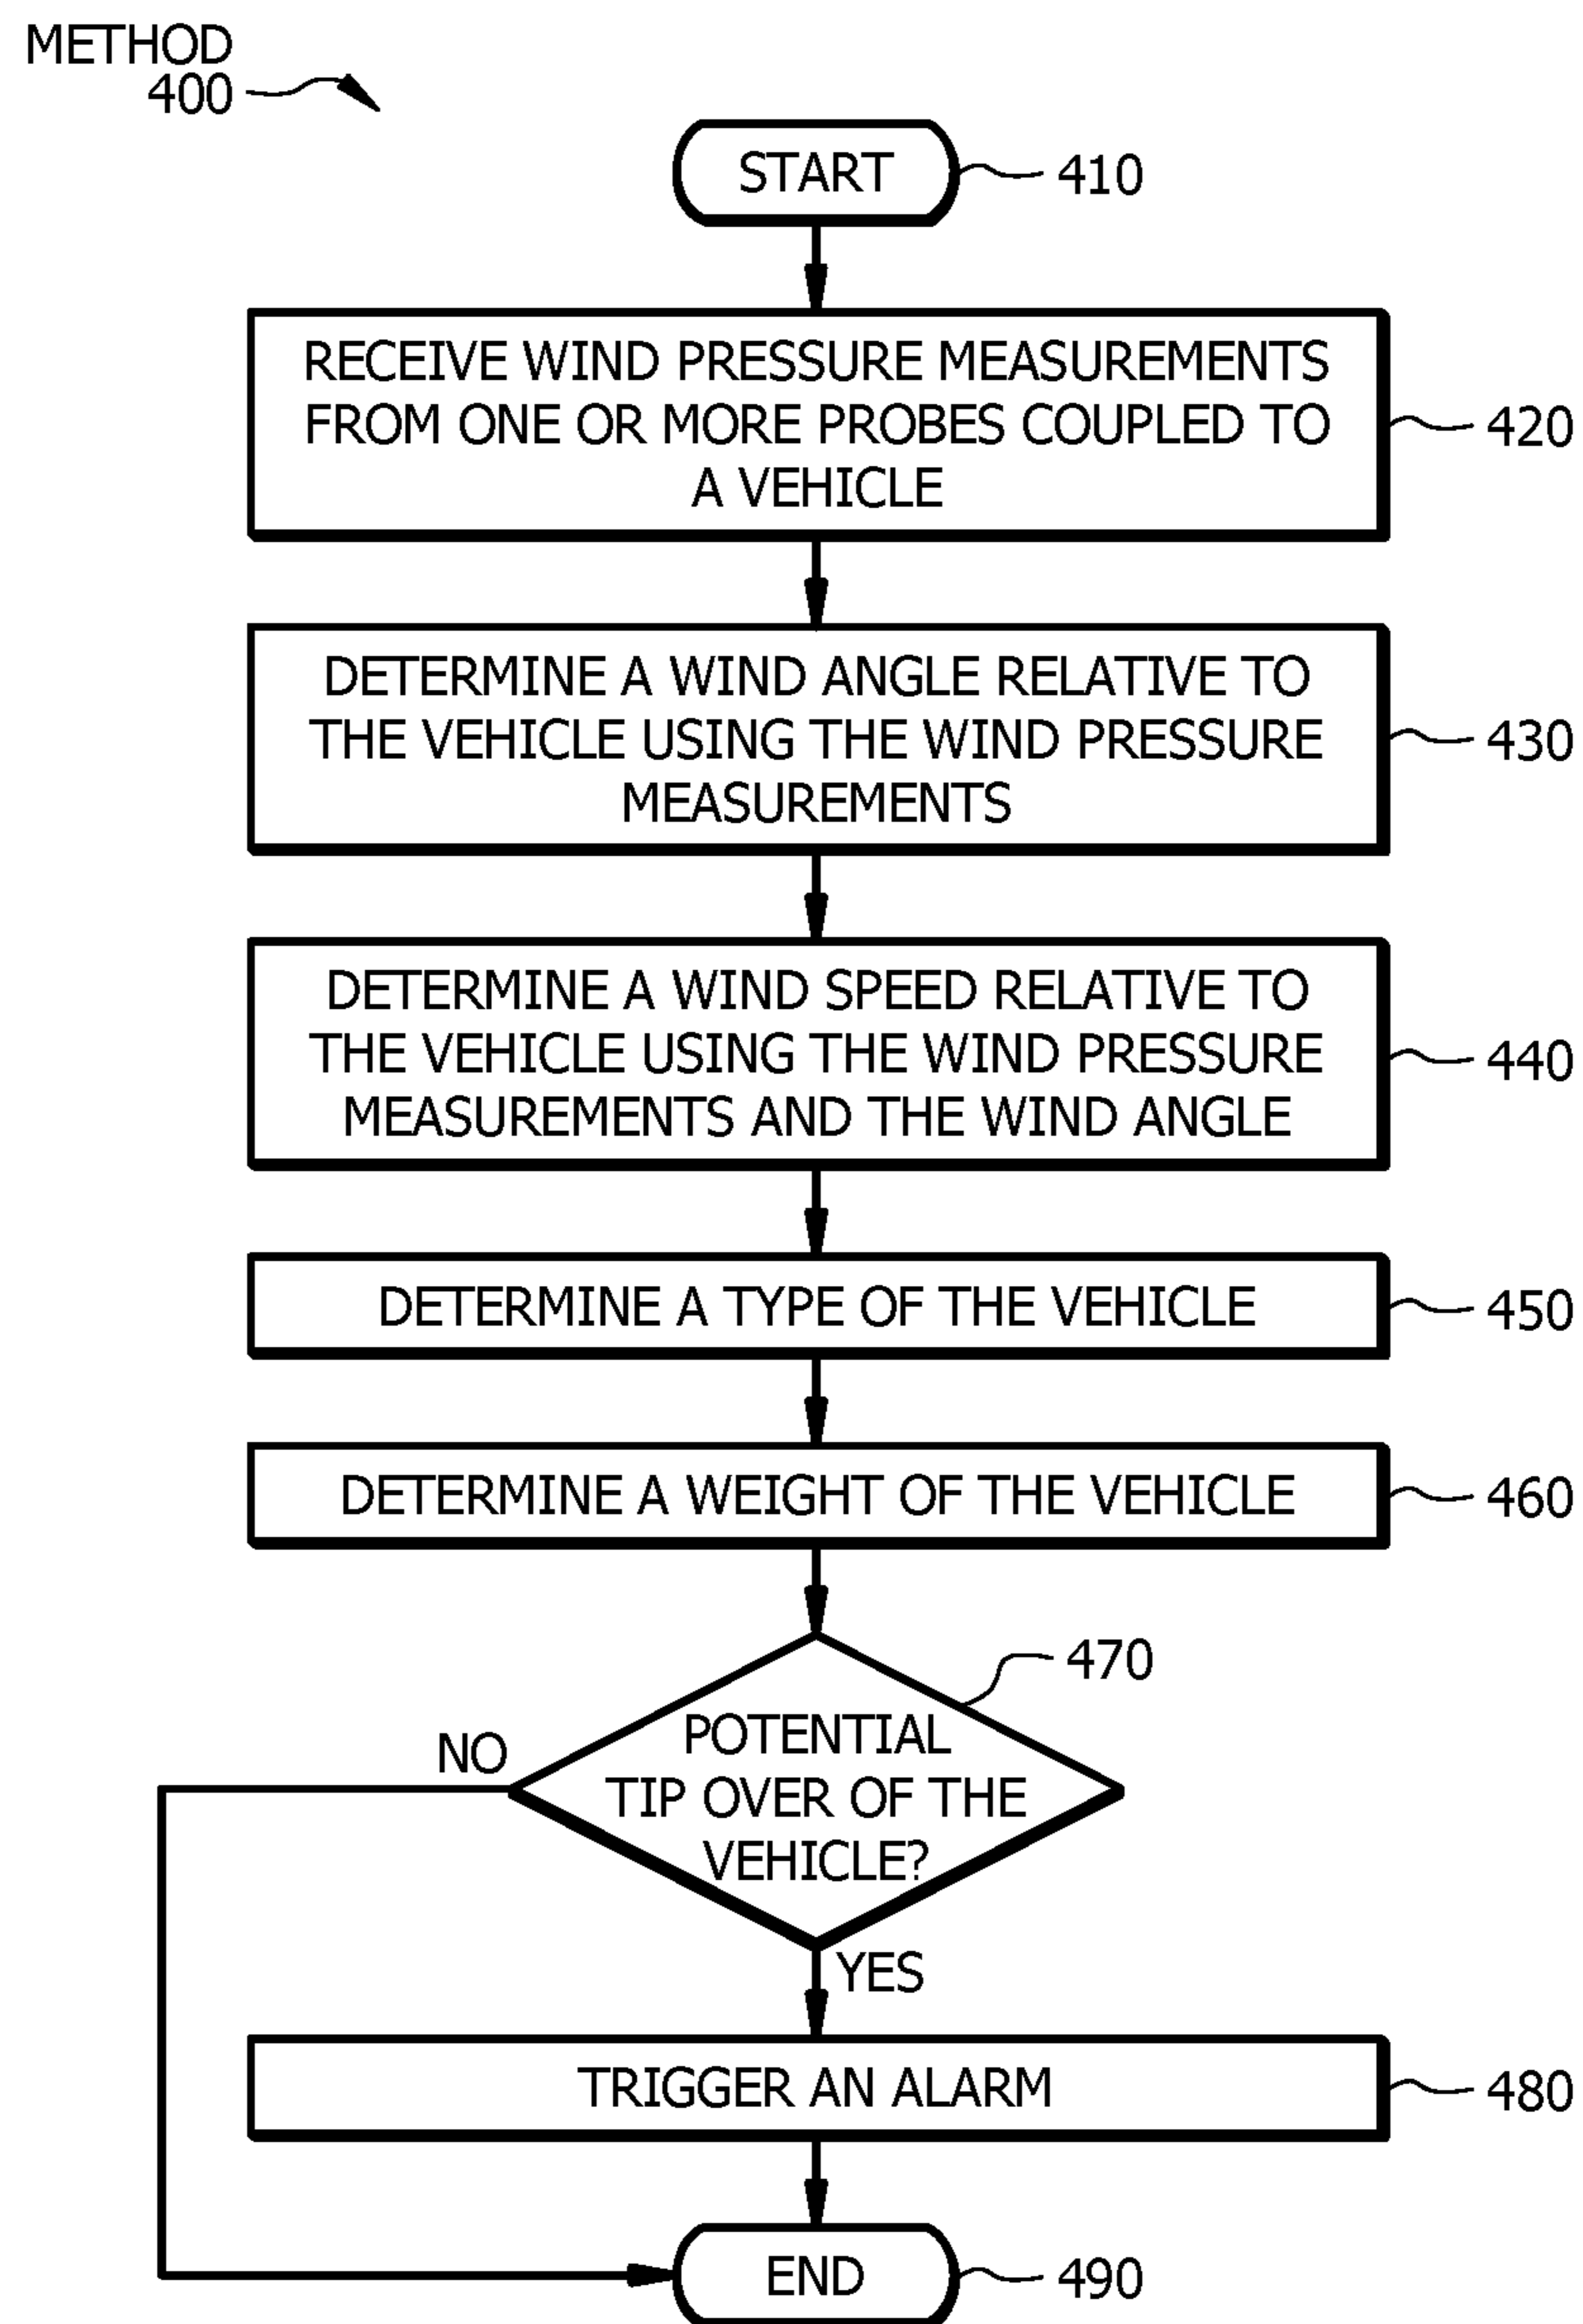 METHOD
400
START
410
RECEIVE WIND PRESSURE MEASUREMENTS
FROM ONE OR MORE PROBES COUPLED TO
A VEHICLE
420
DETERMINE A WIND ANGLE RELATIVE TO
THE VEHICLE USING THE WIND PRESSURE
MEASUREMENTS
430
DETERMINE A WIND SPEED RELATIVE TO
THE VEHICLE USING THE WIND PRESSURE
MEASUREMENTS AND THE WIND ANGLE
440
DETERMINE A TYPE OF THE VEHICLE
450
DETERMINE A WEIGHT OF THE VEHICLE
460
470
POTENTIAL
TIP OVER OF THE
VEHICLE?
NO
YES
TRIGGER AN ALARM
480
END
490